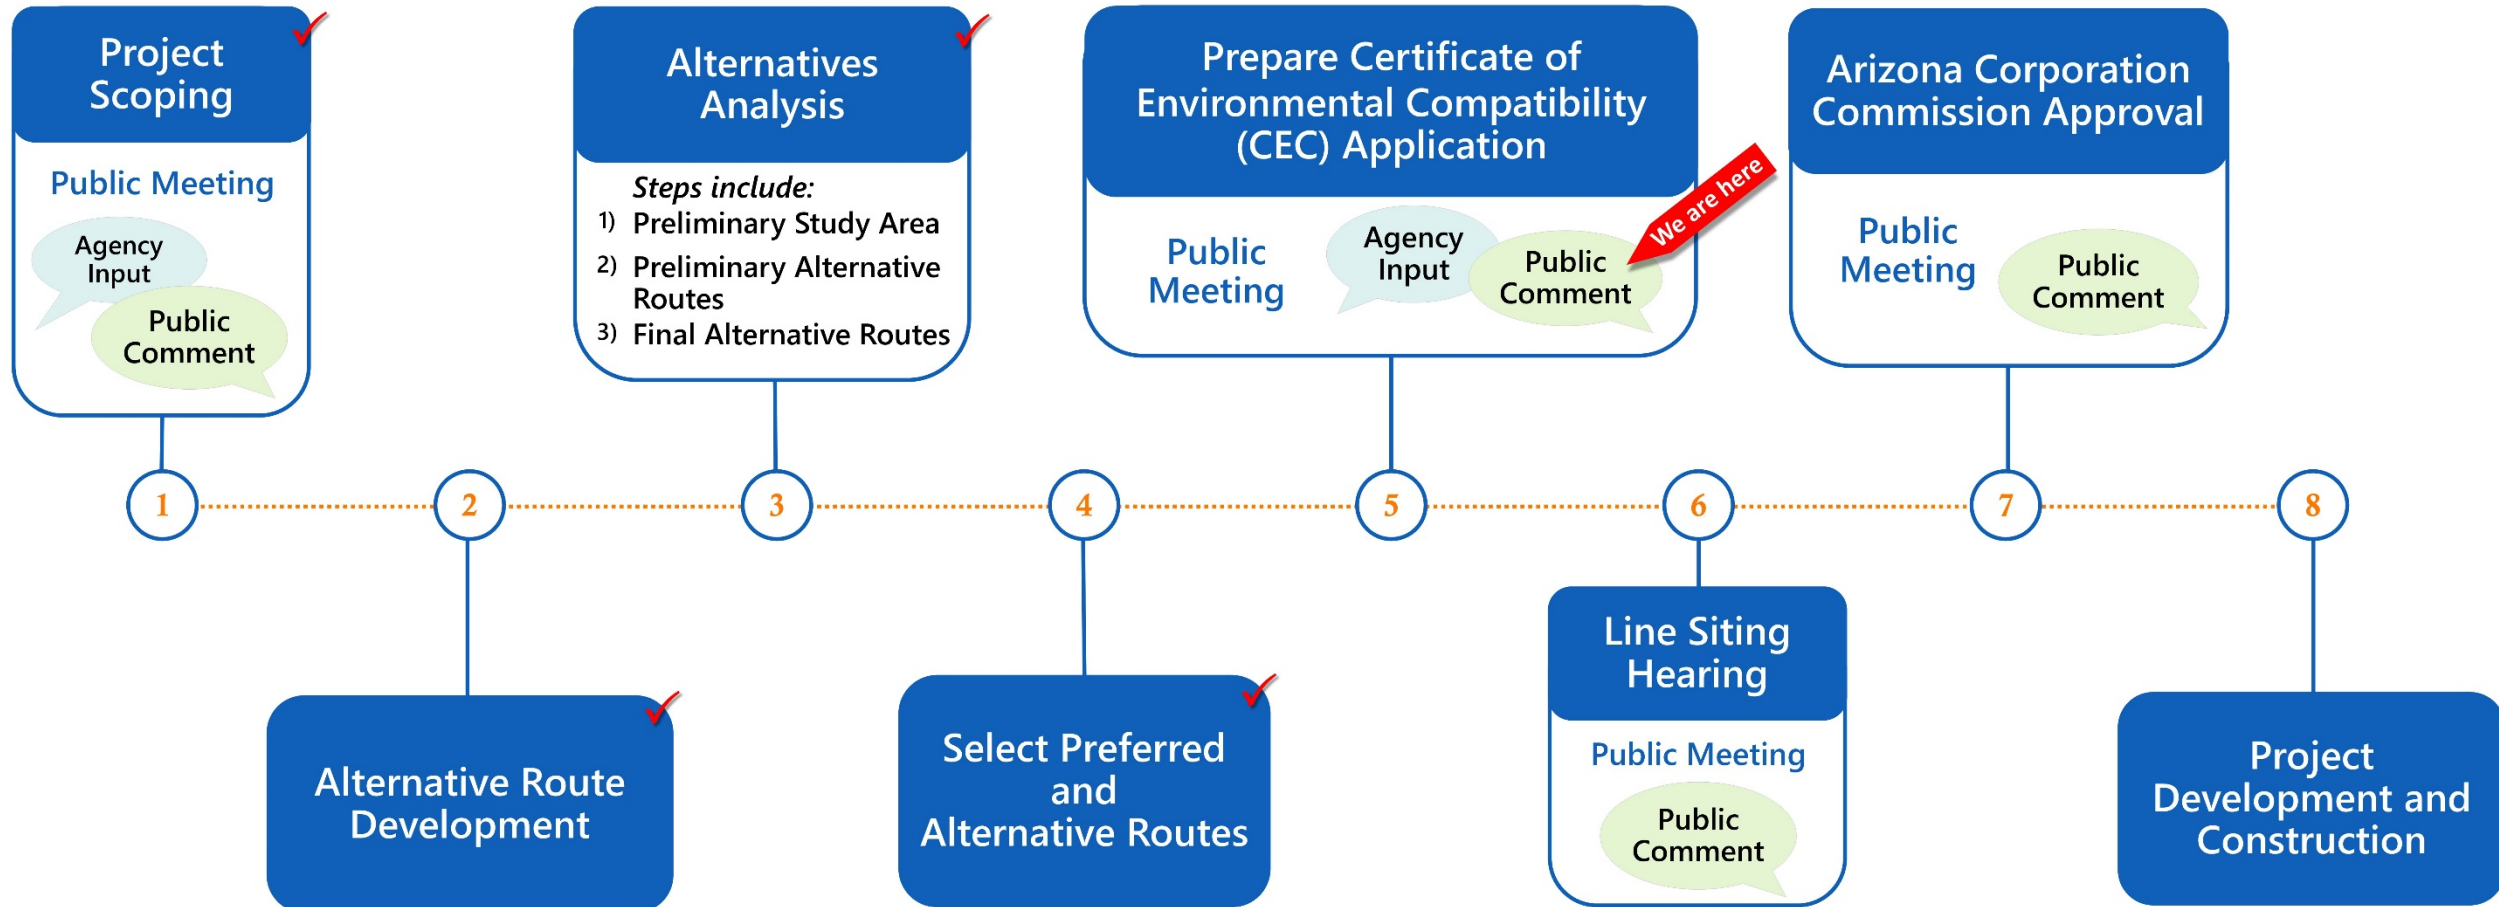 Project
Scoping
Public Meeting
Agency
Input
Public
Comment
Alternatives
Analysis
Steps include:
1) Preliminary Study Area
2) Preliminary Alternative
Routes
3) Final Alternative Routes
Prepare Certificate of
Environmental Compatibility
(CEC) Application
Public
Meeting
Agency
Input
Public
Comment
We are here
Arizona Corporation
Commission Approval
Public
Meeting
Public
Comment
1
2
3
4
5
6
7
8
Alternative Route
Development
Select Preferred
and
Alternative Routes
Line Siting
Hearing
Public Meeting
Public
Comment
Project
Development and
Construction